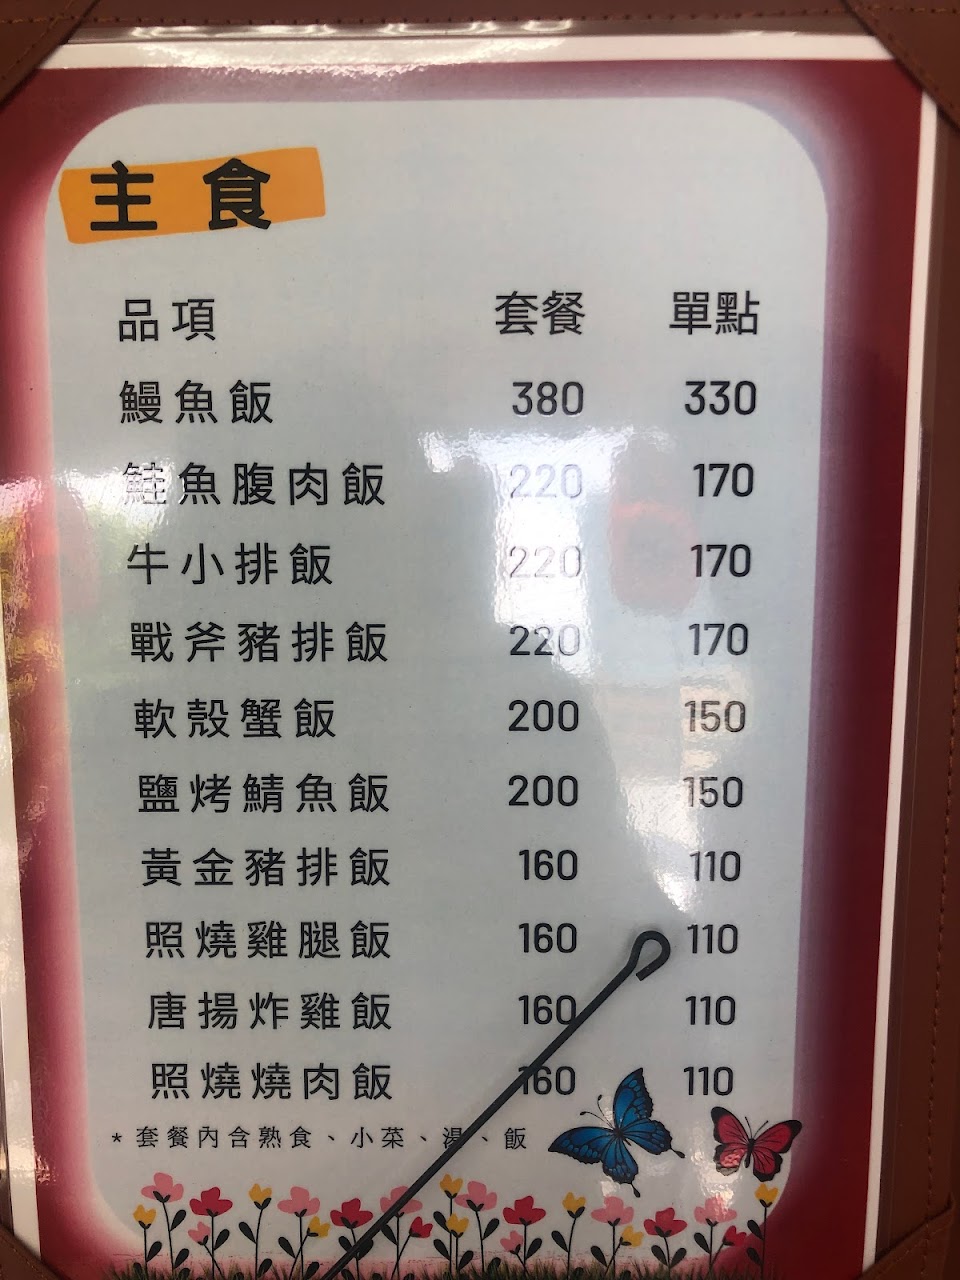 主食
品項 套餐 單點
鰻魚飯 380 330
鮭魚腹肉飯 220 170
牛小排飯 220 170
戰斧豬排飯 220 170
軟殼蟹飯 200 150
鹽烤鯖魚飯 200 150
黃金豬排飯 160 110
照燒雞腿飯 160 110
唐揚炸雞飯 160 110
照燒燒肉飯 160 110
*套餐內含熟食、小菜、湯、飯